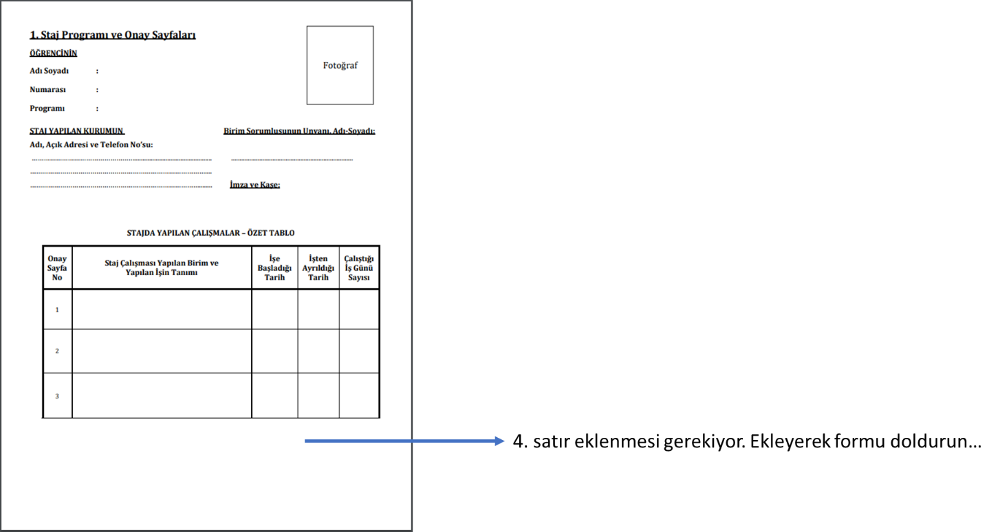 1. Staj Programı ve Onay Sayfaları
ÖĞRENCİNİN
Adı Soyadı :
Numarası :
Programı :
Fotoğraf
STAJ YAPILAN KURUMUN
Adı, Açık Adresi ve Telefon No’su:
Birim Sorumlusunun Unvanı, Adı-Soyadı:
İmza ve Kaşe:
STAJDA YAPILAN ÇALIŞMALAR – ÖZET TABLO
Onay
Sayfa
No
Staj Çalışması Yapılan Birim ve
Yapılan İşin Tanımı
İşe
Başladığı
Tarih
İşten
Ayrıldığı
Tarih
Çalıştığı
İş Günü
Sayısı
1
2
3
4. satır eklenmesi gerekiyor. Ekleyerek formu doldurun…